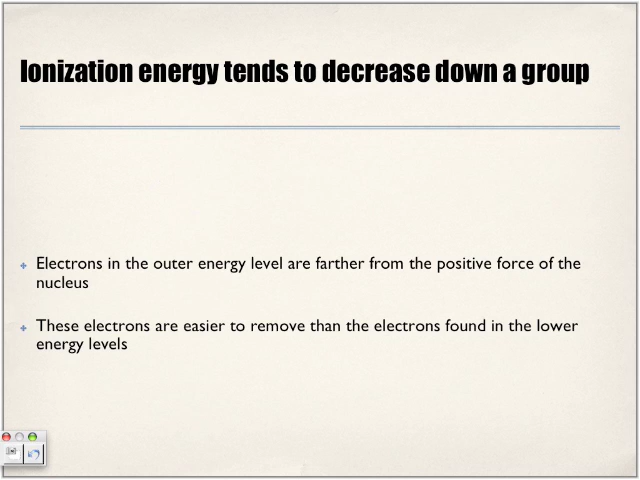 Ionization energy tends to decrease down a group
Electrons in the outer energy level are farther from the positive force of the
nucleus
These electrons are easier to remove than the electrons found in the lower
energy levels